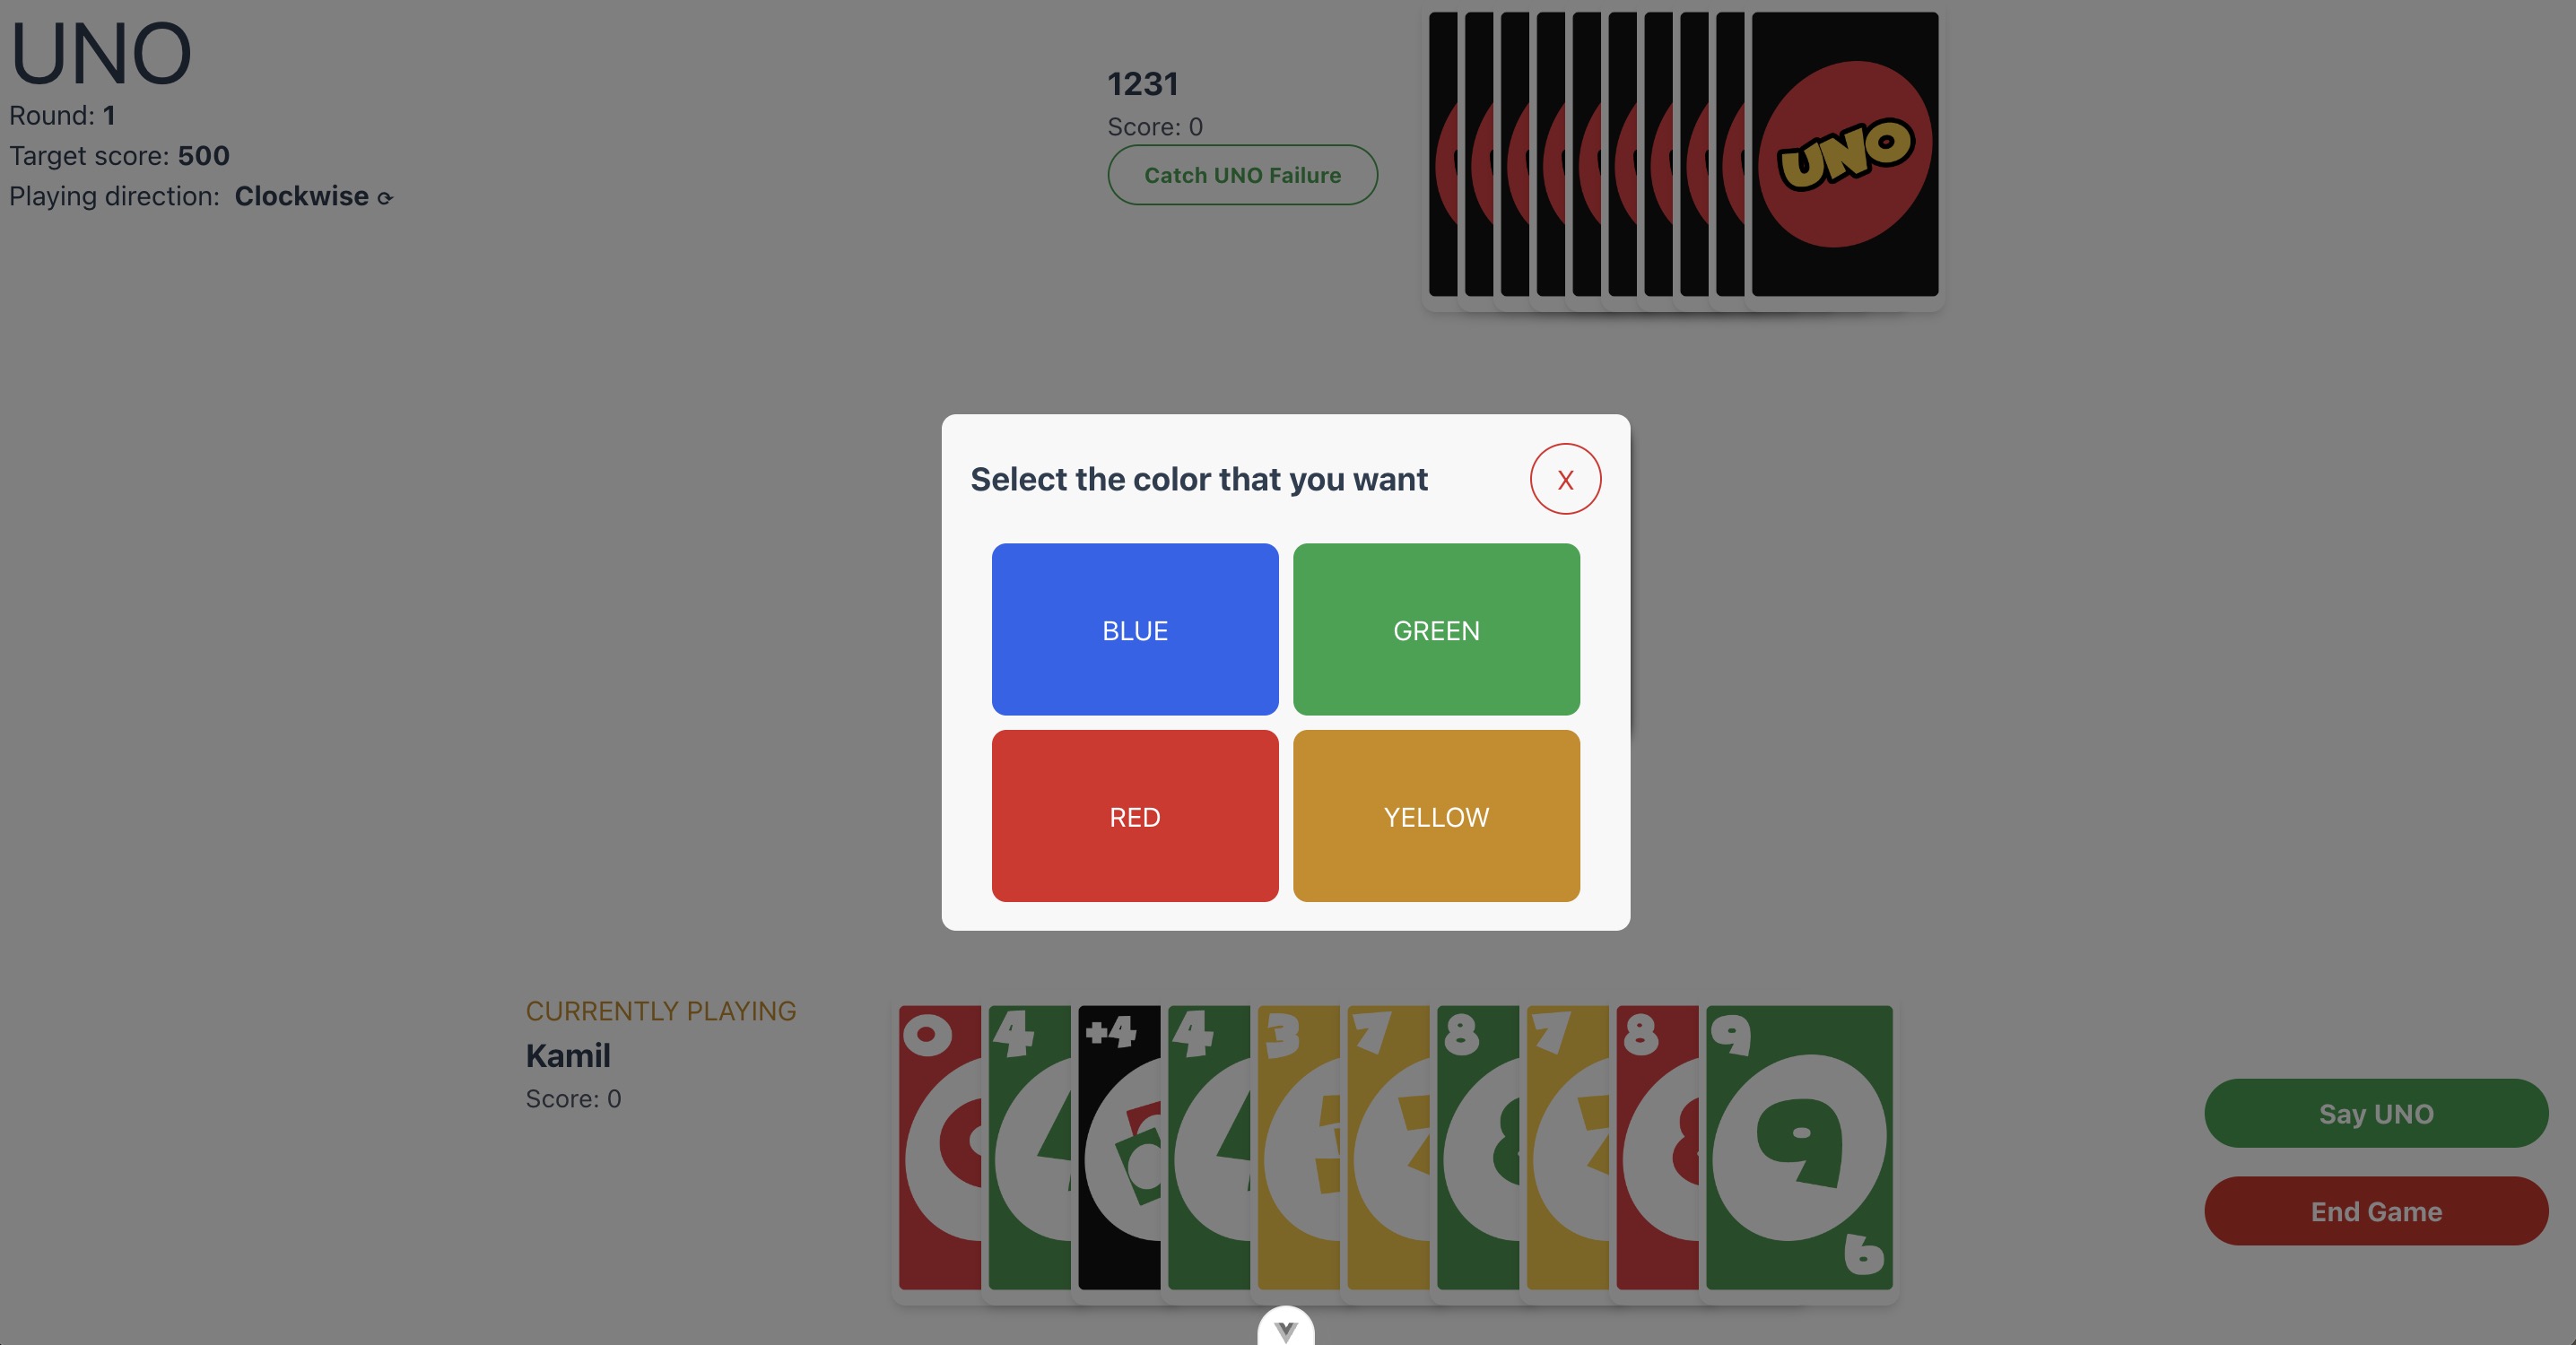 UNO
Round: 1
Target score: 500
Playing direction: Clockwise ⟳
1231
Score: 0
Catch UNO Failure
UNO
Select the color that you want
X
BLUE
GREEN
RED
YELLOW
CURRENTLY PLAYING
Kamil
Score: 0
0
4
+4
4
3
7
8
7
8
9
9
9
Say UNO
End Game